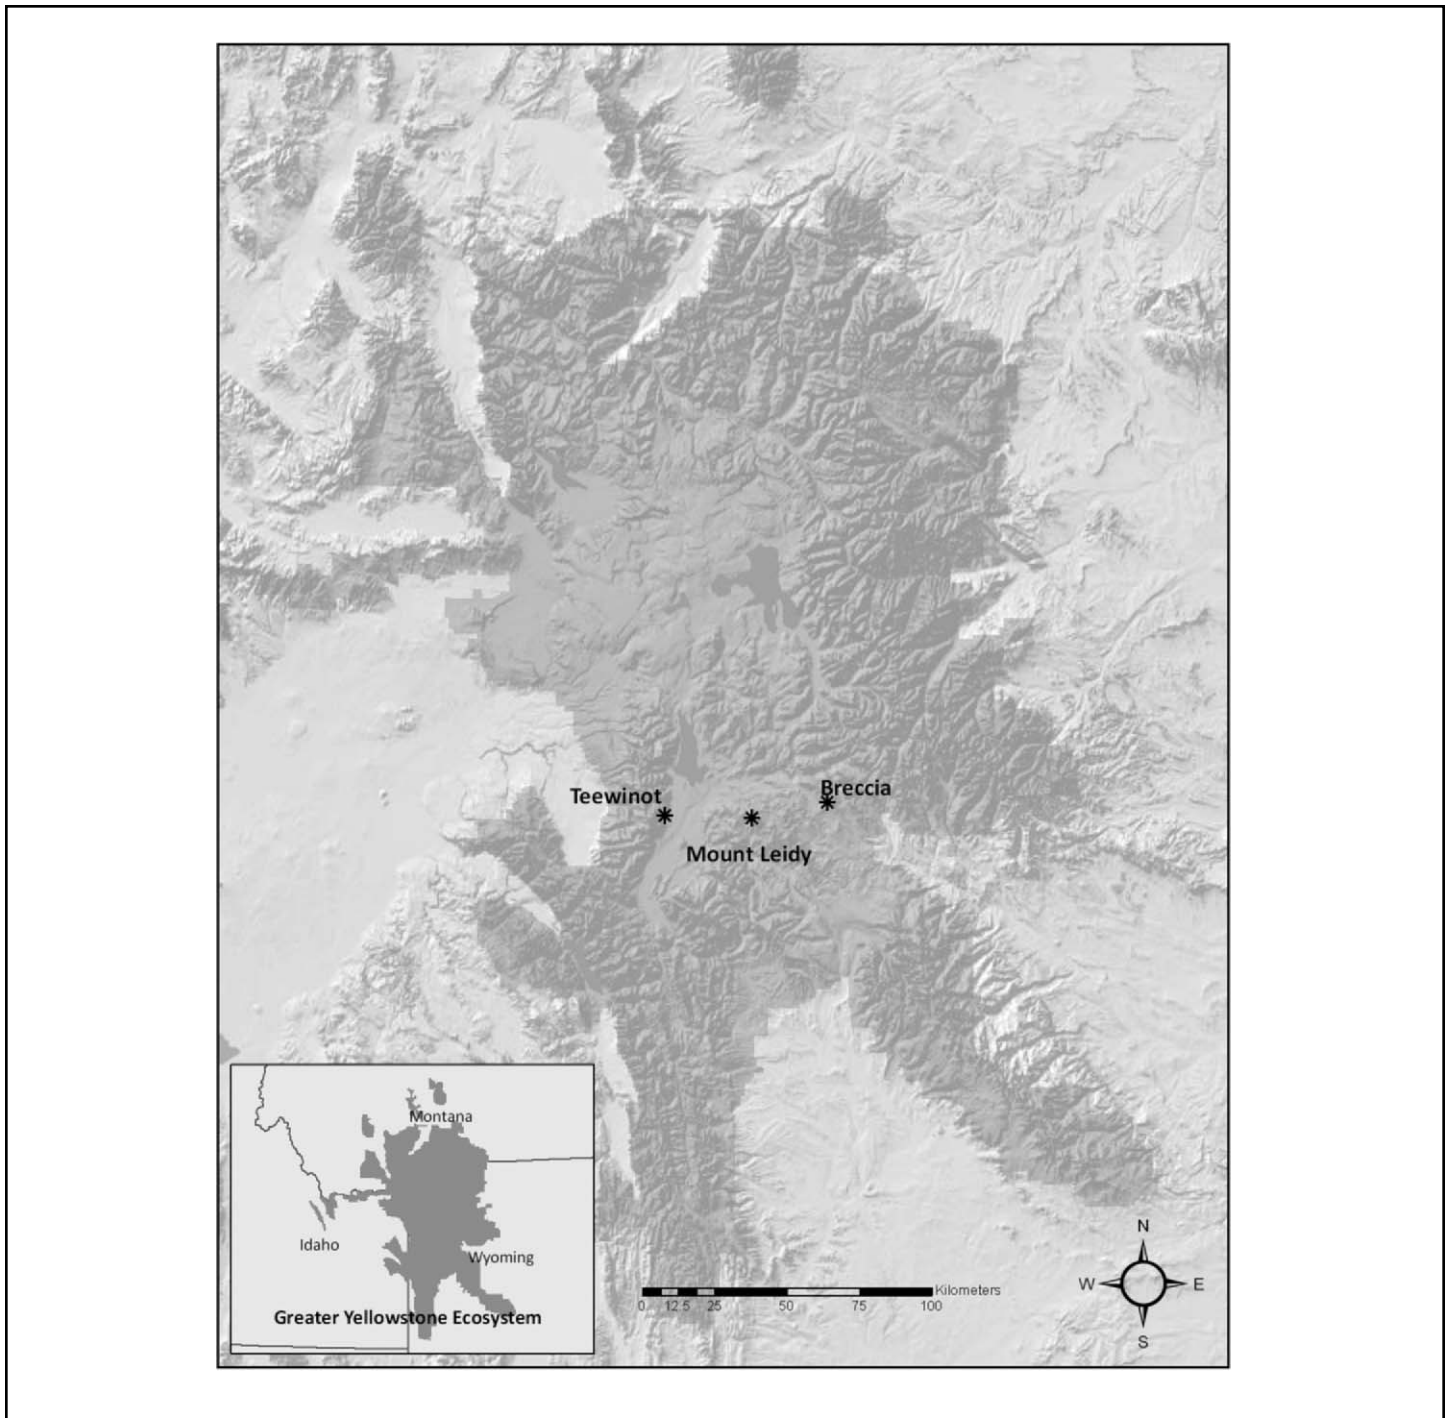 Teewinot
Breccia
Mount Leidy
Montana
Idaho
Wyoming
Greater Yellowstone Ecosystem
Kilometers
0 12.5 25 50 75 100
N
W E
S